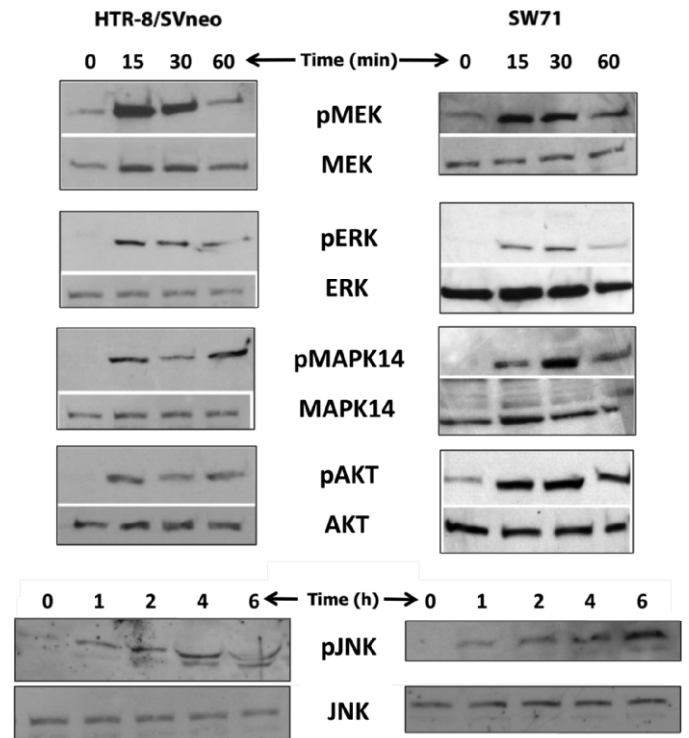 HTR-8/SVneo SW71
0 15 30 60 Time (min) 0 15 30 60
pMEK
MEK
pERK
ERK
pMAPK14
MAPK14
pAKT
AKT
0 1 2 4 6 Time (h) 0 1 2 4 6
pJNK
JNK